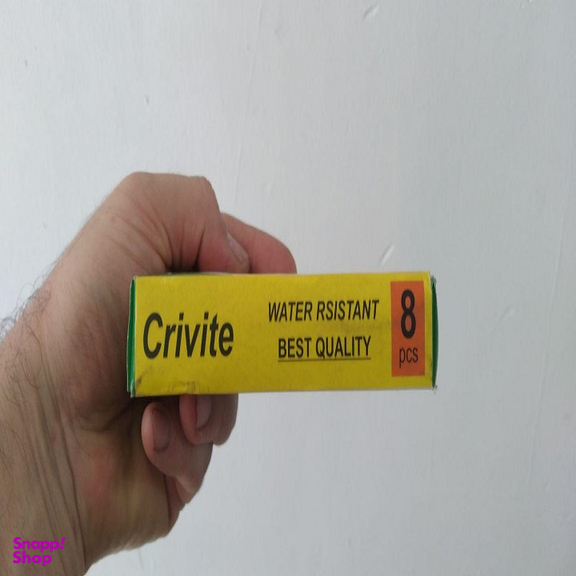 Crivite
WATER RSISTANT
BEST QUALITY
8
pcs
Snapp!
Shop